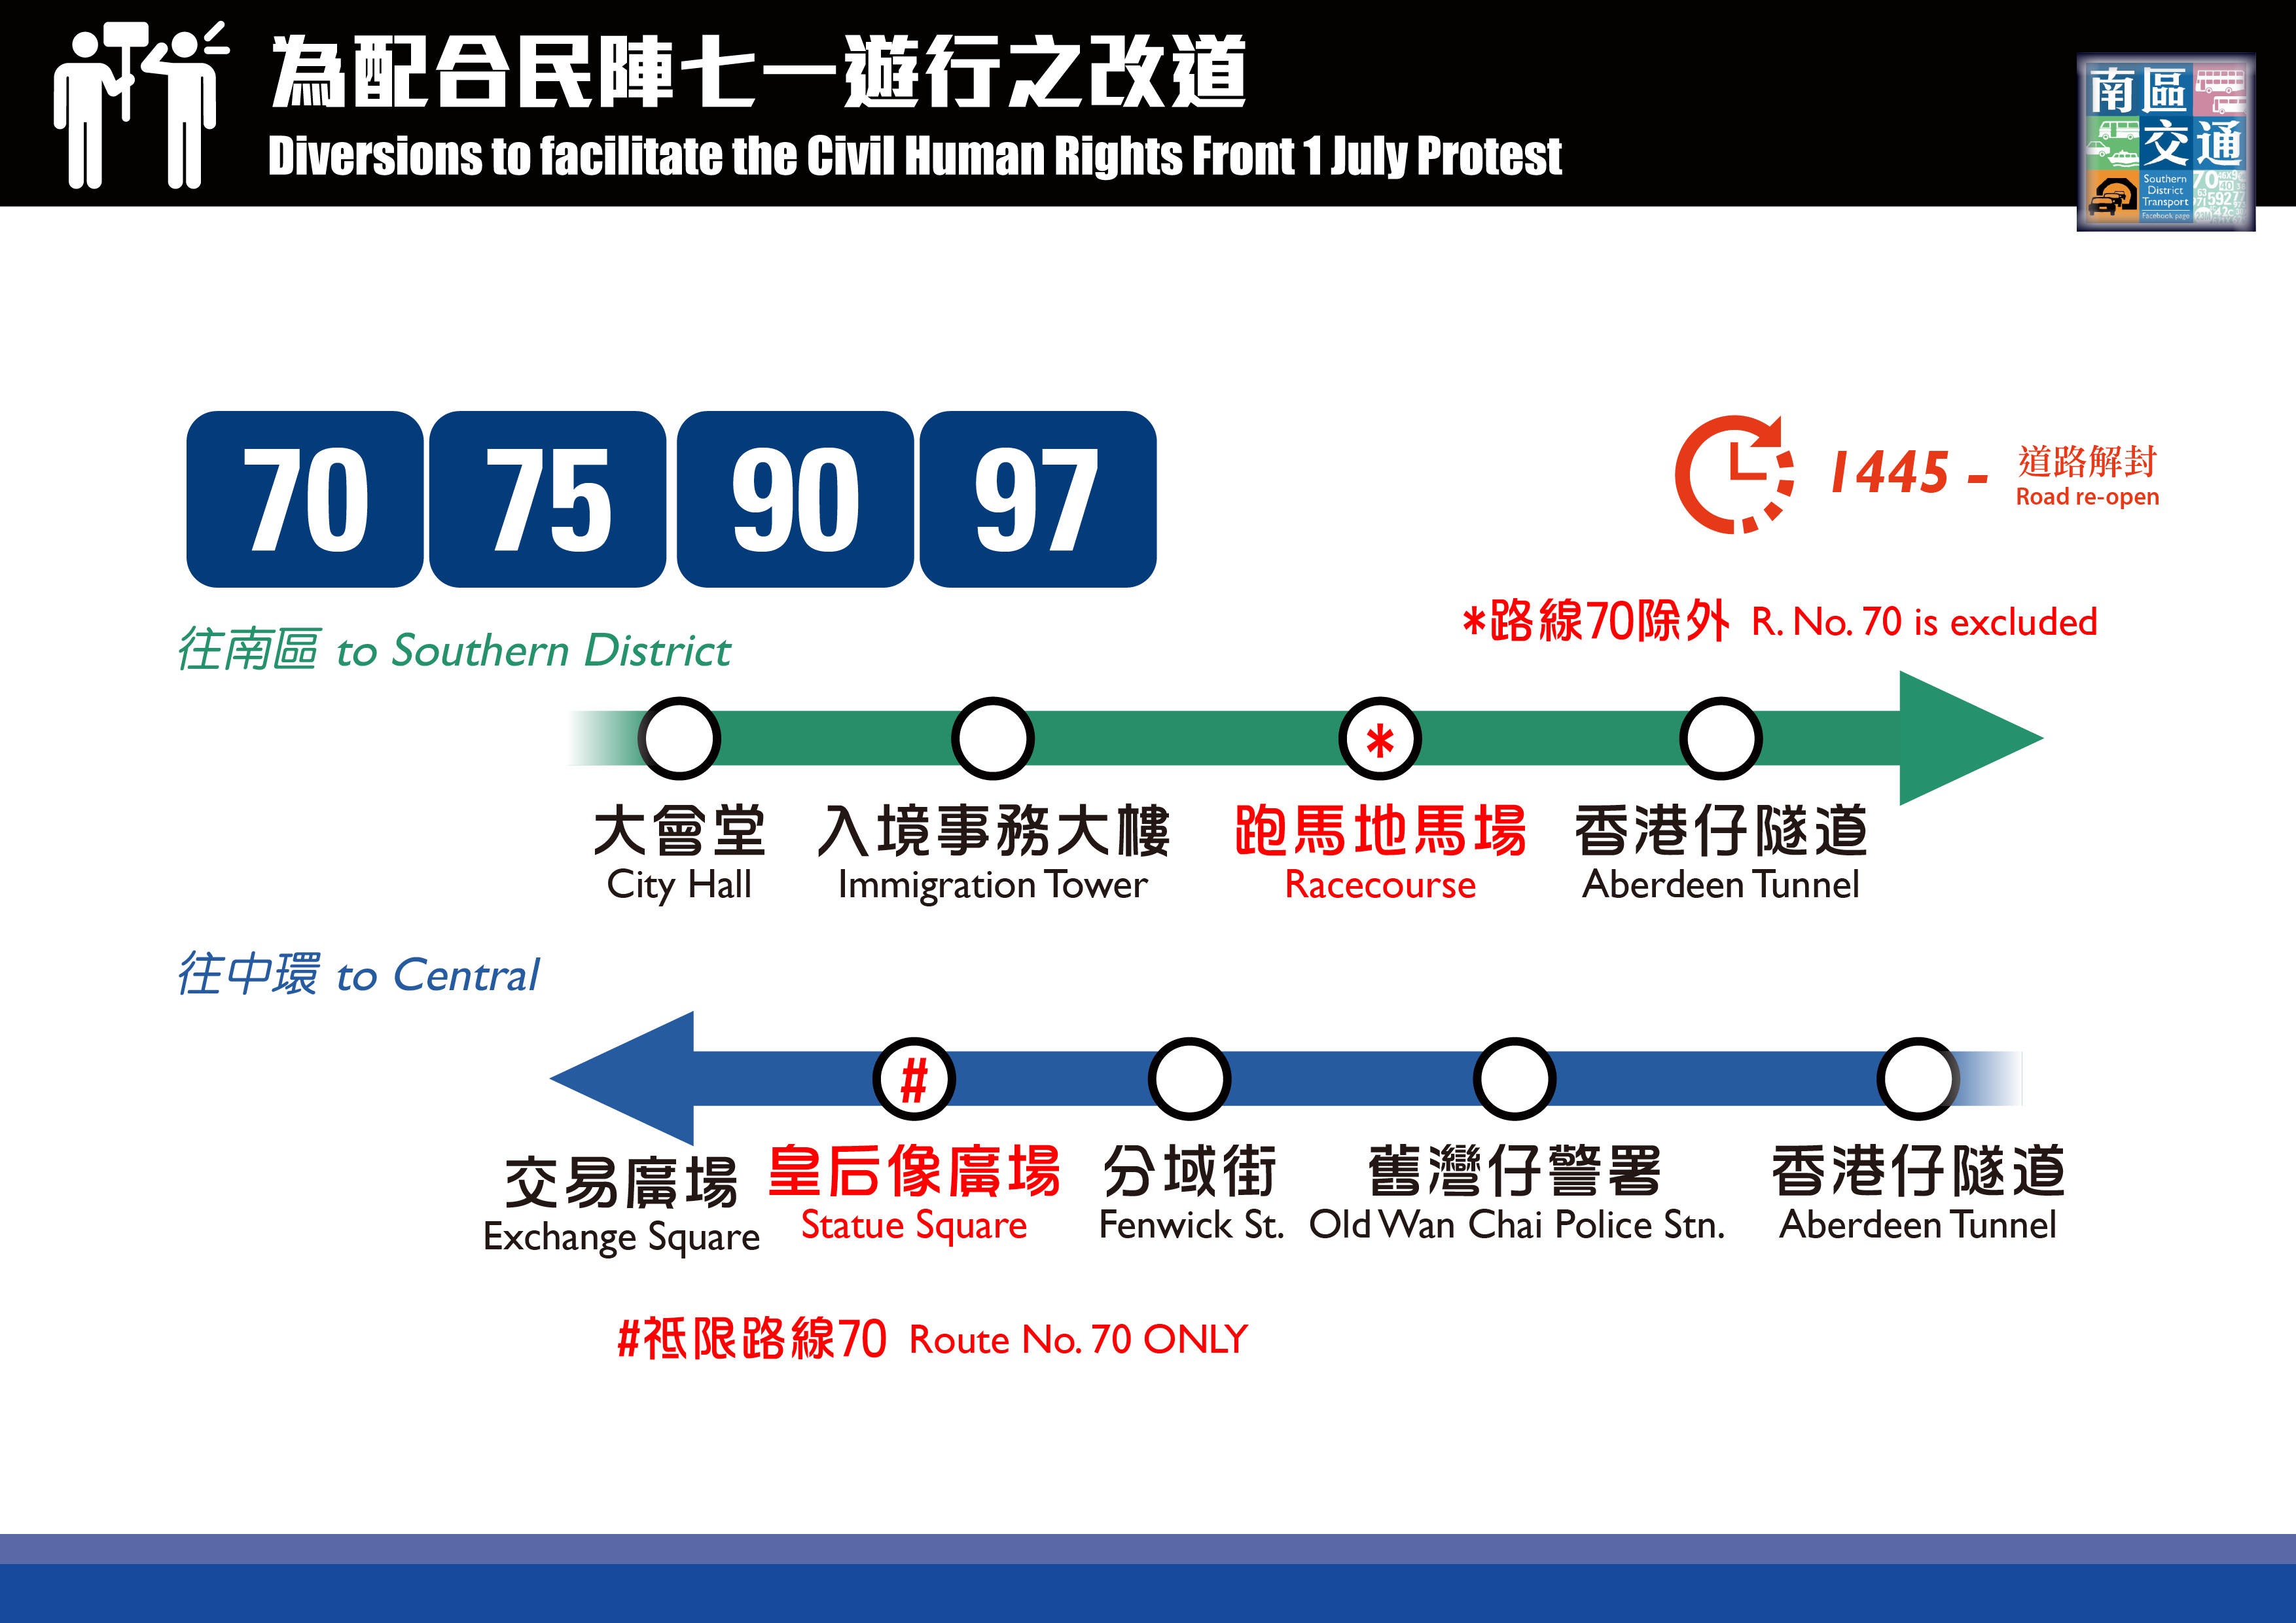 為配合民陣七一遊行之改道
Diversions to facilitate the Civil Human Rights Front 1 July Protest
南區
交通
Southern
District
Transport
Facebook page
70 75 90 97
1445 - 道路解封
Road re-open
往南區 to Southern District
*路線70除外 R. No. 70 is excluded
*
大會堂 入境事務大樓 跑馬地馬場 香港仔隧道
City Hall Immigration Tower Racecourse Aberdeen Tunnel
往中環 to Central
#
交易廣場 皇后像廣場 分域街 舊灣仔警署 香港仔隧道
Exchange Square Statue Square Fenwick St. Old Wan Chai Police Stn. Aberdeen Tunnel
#祗限路線70 Route No. 70 ONLY